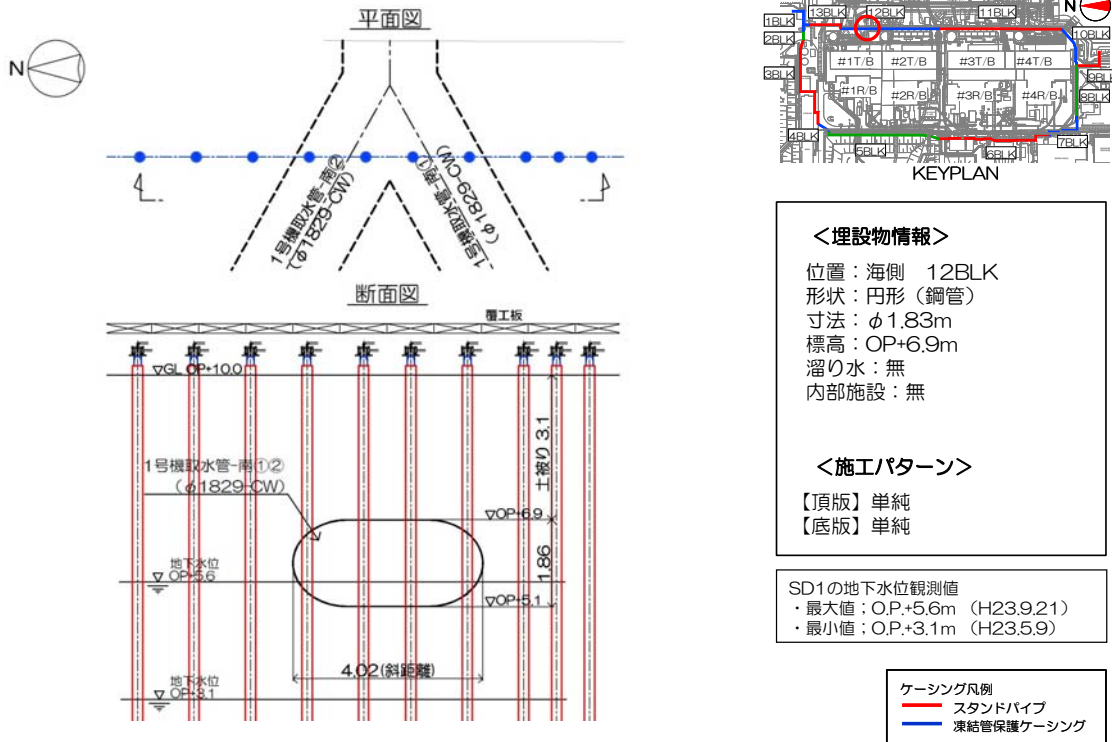 平面図
N
1号機取水管-南②
(φ1829-CW)
1号機取水管-南①
(φ1829-CW)
断面図
覆工板
▽GL OP+10.0
土被り 3.1
1号機取水管-南①②
(φ1829-CW)
▽OP+6.9
地下水位
▽ OP+5.6
1.86
▽OP+5.1
4.02(斜距離)
地下水位
▽ OP+3.1
N
1BLK
13BLK
12BLK
11BLK
10BLK
2BLK
3BLK
#1T/B
#2T/B
#3T/B
#4T/B
9BLK
#1R/B
#2R/B
#3R/B
#4R/B
8BLK
4BLK
5BLK
6BLK
7BLK
KEYPLAN
＜埋設物情報＞
位置：海側　12BLK
形状：円形（鋼管）
寸法：φ1.83m
標高：OP+6.9m
溜り水：無
内部施設：無
＜施工パターン＞
【頂版】単純
【底版】単純
SD1の地下水位観測値
・最大値；O.P.+5.6m （H23.9.21）
・最小値；O.P.+3.1m （H23.5.9）
ケーシング凡例
スタンドパイプ
凍結管保護ケーシング